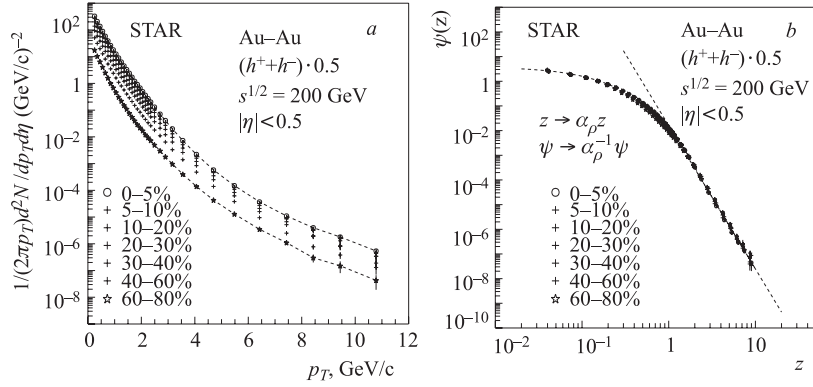 1/(2πp_T)d²N/dp_Tdη (GeV/c)⁻²
10²
1
10⁻²
10⁻⁴
10⁻⁶
10⁻⁸
STAR
a
Au–Au
(h⁺+h⁻)·0.5
s^{1/2} = 200 GeV
|η|<0.5
0–5%
5–10%
10–20%
20–30%
30–40%
40–60%
60–80%
0 2 4 6 8 10 12
p_T, GeV/c
ψ(z)
10²
1
10⁻²
10⁻⁴
10⁻⁶
10⁻⁸
10⁻¹⁰
STAR
b
Au–Au
(h⁺+h⁻)·0.5
s^{1/2} = 200 GeV
|η|<0.5
z → α_ρz
ψ → α_ρ⁻¹ψ
0–5%
5–10%
10–20%
20–30%
30–40%
40–60%
60–80%
10⁻² 10⁻¹ 1 10
z